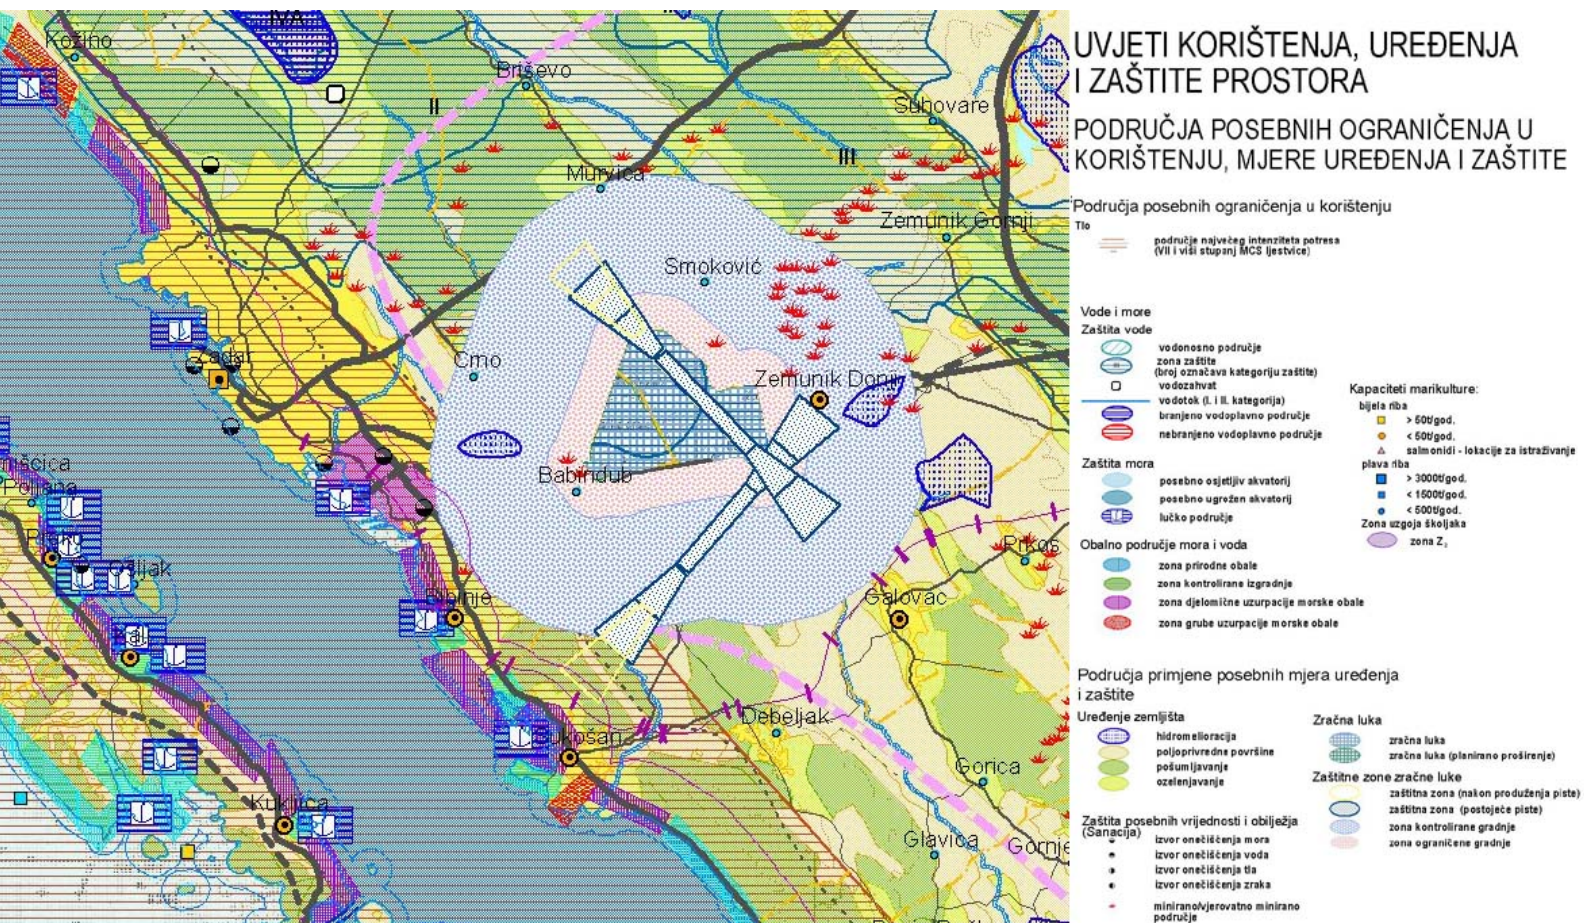 Kožino
IVA
Briševo
II
Suhovare
III
Murvica
Zemunik Gornji
Smoković
Zadar
Crno
Zemunik Donji
Poljana
Babindub
Prkos
Galovac
Debeljak
Gorica
Kukljica
Glavica
Gornje
UVJETI KORIŠTENJA, UREĐENJA
I ZAŠTITE PROSTORA
PODRUČJA POSEBNIH OGRANIČENJA U
KORIŠTENJU, MJERE UREĐENJA I ZAŠTITE
Područja posebnih ograničenja u korištenju
Tlo
područje najvećeg intenziteta potresa
(VII i viši stupanj MCS ljestvice)
Vode i more
Zaštita vode
vodonosno područje
zona zaštite
(broj označava kategoriju zaštite)
vodozahvat
vodotok (I. i II. kategorija)
branjeno vodoplavno područje
nebranjeno vodoplavno područje
Zaštita mora
posebno osjetljiv akvatorij
posebno ugrožen akvatorij
lučko područje
Obalno područje mora i voda
zona prirodne obale
zona kontrolirane izgradnje
zona djelomične uzurpacije morske obale
zona grube uzurpacije morske obale
Kapaciteti marikulture:
bijela riba
> 50t/god.
< 50t/god.
salmonidi - lokacije za istraživanje
plava riba
> 3000t/god.
< 1500t/god.
< 500t/god.
Zona uzgoja školjaka
zona Z₂
Područja primjene posebnih mjera uređenja
i zaštite
Uređenje zemljišta
hidromelioracija
poljoprivredne površine
pošumljavanje
ozelenjavanje
Zaštita posebnih vrijednosti i obilježja
(Sanacija)
izvor onečišćenja mora
izvor onečišćenja voda
izvor onečišćenja tla
izvor onečišćenja zraka
minirano/vjerovatno minirano
područje
Zračna luka
zračna luka
zračna luka (planirano proširenje)
Zaštitne zone zračne luke
zaštitna zona (nakon produženja piste)
zaštitna zona (postojeće piste)
zona kontrolirane gradnje
zona ograničene gradnje